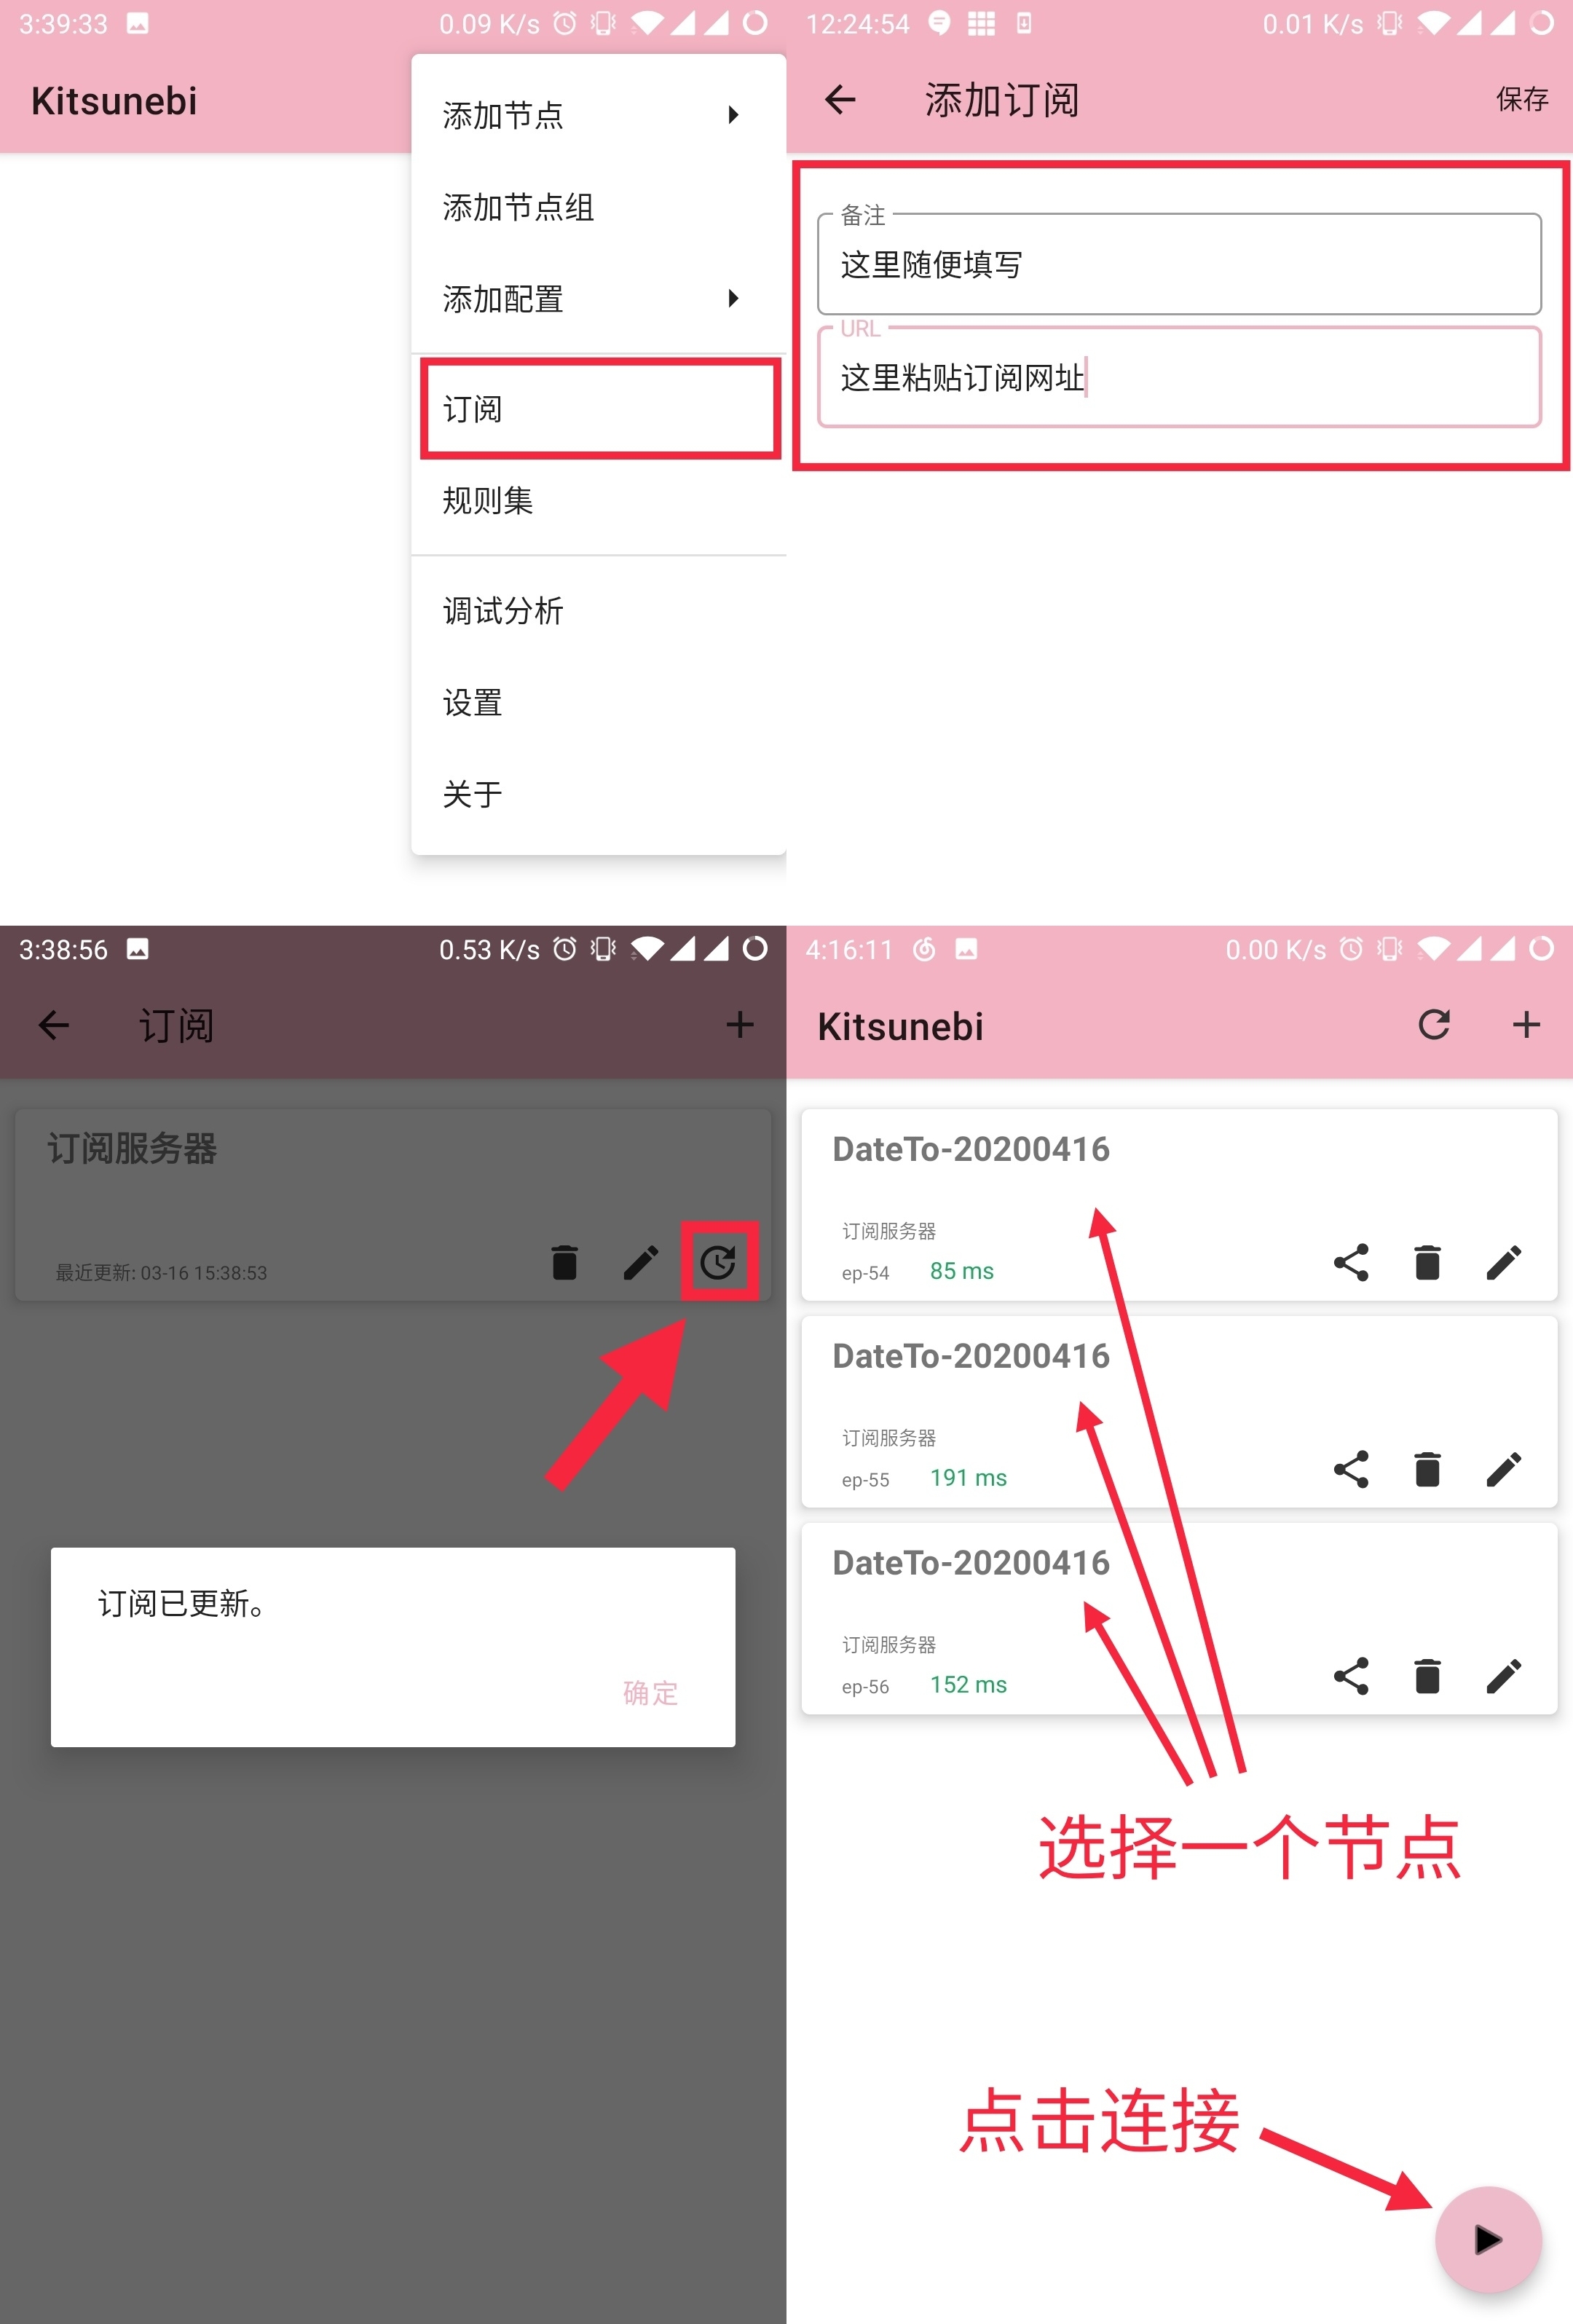 3:39:33
0.09 K/s
Kitsunebi
添加节点
添加节点组
添加配置
订阅
规则集
调试分析
设置
关于
12:24:54
0.01 K/s
添加订阅
保存
备注
这里随便填写
URL
这里粘贴订阅网址
3:38:56
0.53 K/s
订阅
订阅服务器
最近更新: 03-16 15:38:53
订阅已更新。
确定
4:16:11
0.00 K/s
Kitsunebi
DateTo-20200416
订阅服务器
ep-54 85 ms
DateTo-20200416
订阅服务器
ep-55 191 ms
DateTo-20200416
订阅服务器
ep-56 152 ms
选择一个节点
点击连接